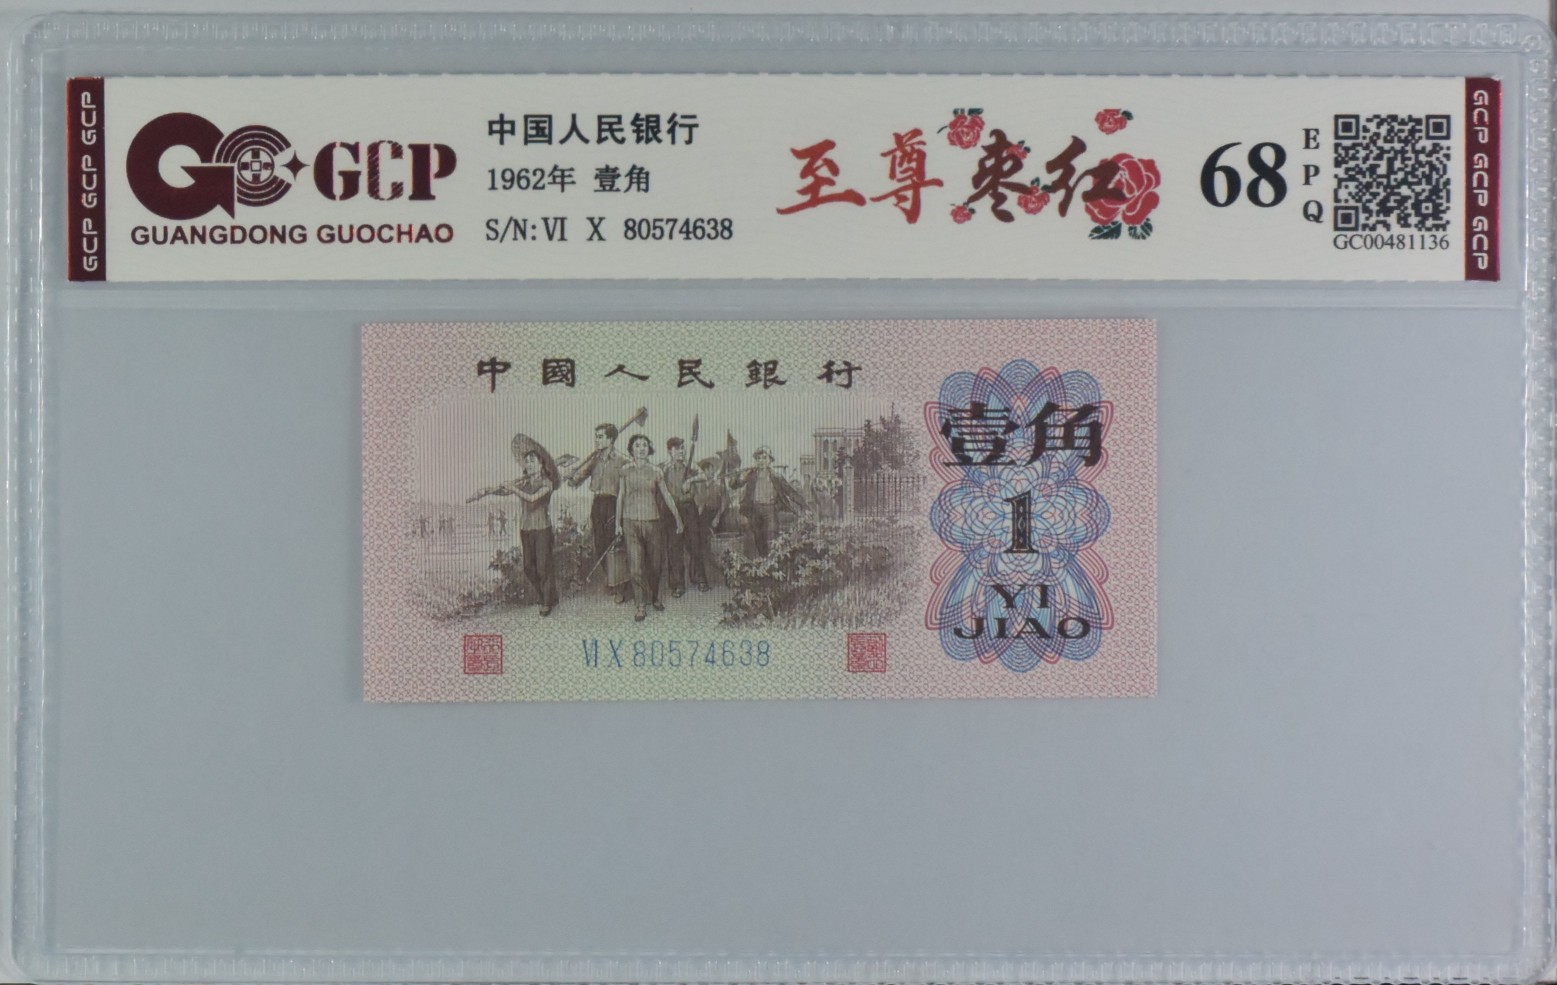 GCP GCP GCP
GCP
GUANGDONG GUOCHAO
中国人民银行
1962年 壹角
S/N:VI X 80574638
至尊枣红
68
EPQ
GC00481136
GCP GCP GCP
中國人民銀行
壹角
1
YI
JIAO
VI X 80574638